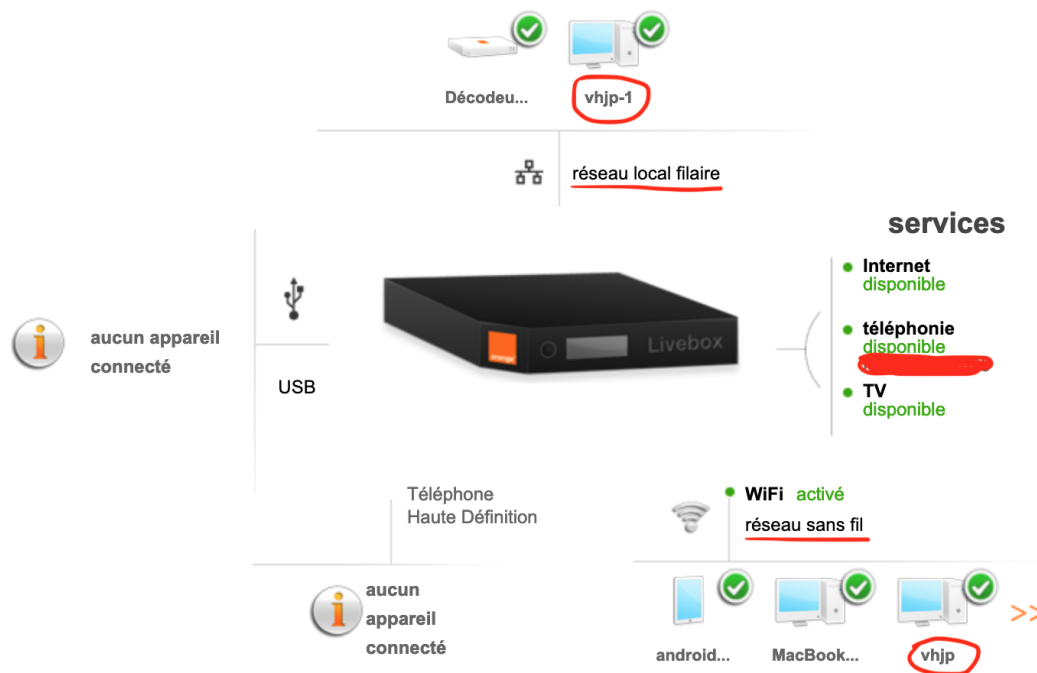 Décodeu...
vhjp-1
réseau local filaire
services
Internet
disponible
téléphonie
disponible
TV
disponible
aucun appareil
connecté
USB
orange
Livebox
Téléphone
Haute Définition
aucun
appareil
connecté
WiFi activé
réseau sans fil
>>
android...
MacBook...
vhjp